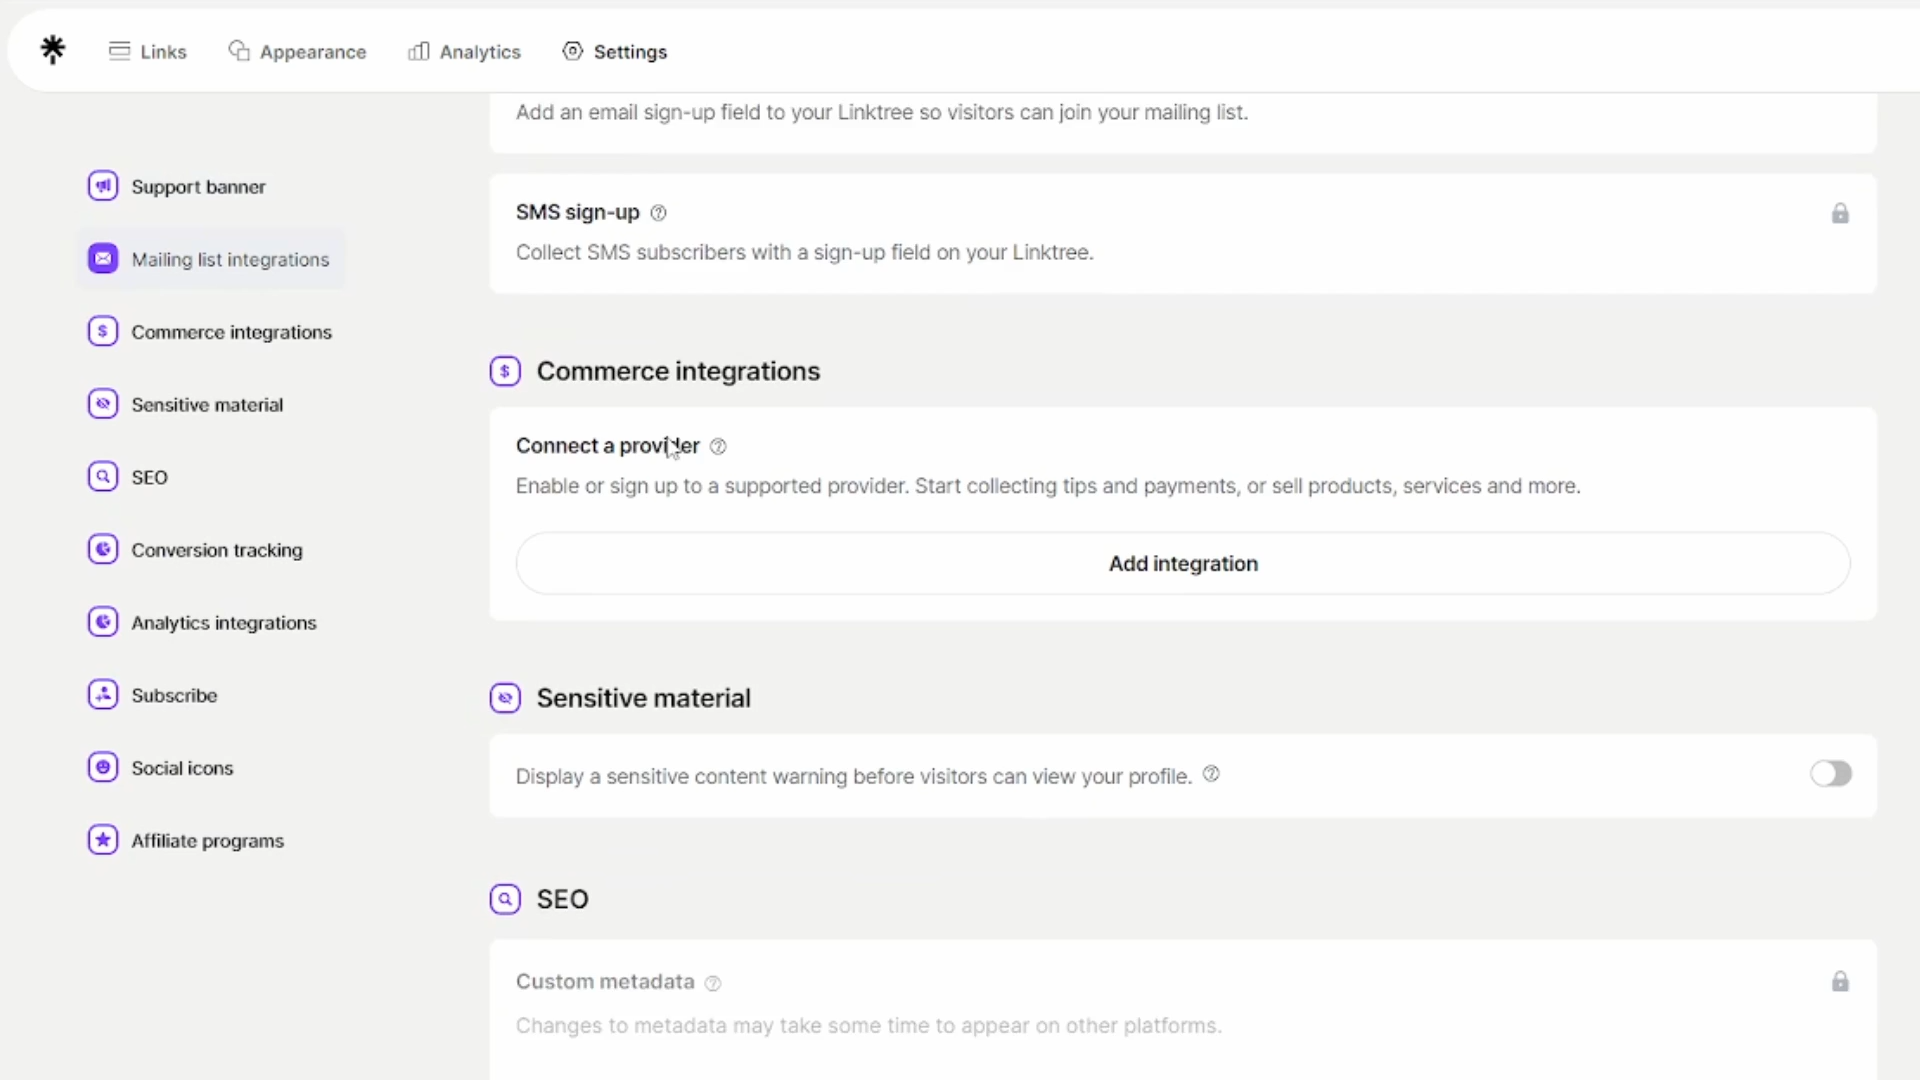 Links
Appearance
Analytics
Settings
Add an email sign-up field to your Linktree so visitors can join your mailing list.
Support banner
Mailing list integrations
Commerce integrations
Sensitive material
SEO
Conversion tracking
Analytics integrations
Subscribe
Social icons
Affiliate programs
SMS sign-up
Collect SMS subscribers with a sign-up field on your Linktree.
Commerce integrations
Connect a provider
Enable or sign up to a supported provider. Start collecting tips and payments, or sell products, services and more.
Add integration
Sensitive material
Display a sensitive content warning before visitors can view your profile.
SEO
Custom metadata
Changes to metadata may take some time to appear on other platforms.